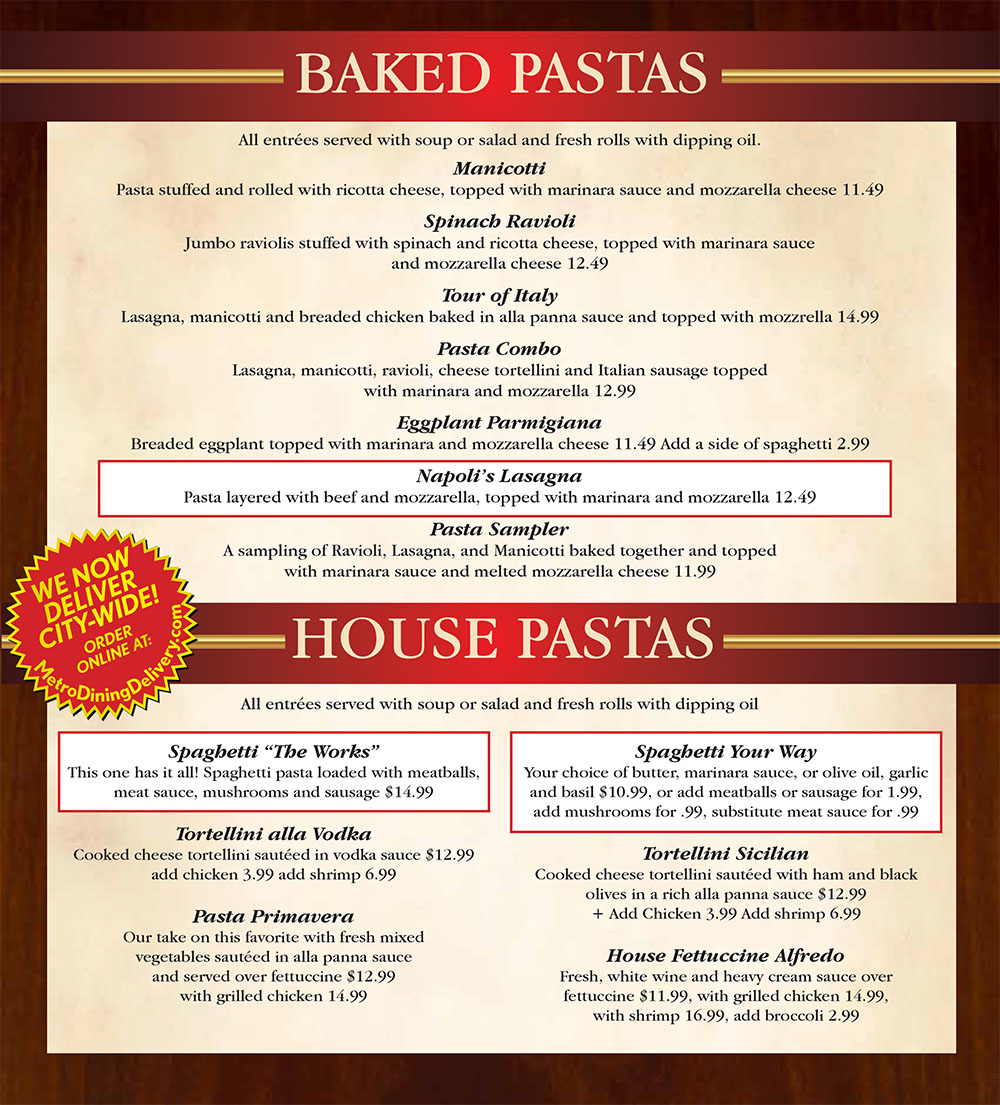 BAKED PASTAS
All entrées served with soup or salad and fresh rolls with dipping oil.
Manicotti
Pasta stuffed and rolled with ricotta cheese, topped with marinara sauce and mozzarella cheese 11.49
Spinach Ravioli
Jumbo raviolis stuffed with spinach and ricotta cheese, topped with marinara sauce
and mozzarella cheese 12.49
Tour of Italy
Lasagna, manicotti and breaded chicken baked in alla panna sauce and topped with mozzrella 14.99
Pasta Combo
Lasagna, manicotti, ravioli, cheese tortellini and Italian sausage topped
with marinara and mozzarella 12.99
Eggplant Parmigiana
Breaded eggplant topped with marinara and mozzarella cheese 11.49 Add a side of spaghetti 2.99
Napoli's Lasagna
Pasta layered with beef and mozzarella, topped with marinara and mozzarella 12.49
Pasta Sampler
A sampling of Ravioli, Lasagna, and Manicotti baked together and topped
with marinara sauce and melted mozzarella cheese 11.99
WE NOW
DELIVER
CITY-WIDE!
ORDER
ONLINE AT:
MetroDiningDelivery.com
HOUSE PASTAS
All entrées served with soup or salad and fresh rolls with dipping oil
Spaghetti “The Works”
This one has it all! Spaghetti pasta loaded with meatballs,
meat sauce, mushrooms and sausage $14.99
Tortellini alla Vodka
Cooked cheese tortellini sautéed in vodka sauce $12.99
add chicken 3.99 add shrimp 6.99
Pasta Primavera
Our take on this favorite with fresh mixed
vegetables sautéed in alla panna sauce
and served over fettuccine $12.99
with grilled chicken 14.99
Spaghetti Your Way
Your choice of butter, marinara sauce, or olive oil, garlic
and basil $10.99, or add meatballs or sausage for 1.99,
add mushrooms for .99, substitute meat sauce for .99
Tortellini Sicilian
Cooked cheese tortellini sautéed with ham and black
olives in a rich alla panna sauce $12.99
+ Add Chicken 3.99 Add shrimp 6.99
House Fettuccine Alfredo
Fresh, white wine and heavy cream sauce over
fettuccine $11.99, with grilled chicken 14.99,
with shrimp 16.99, add broccoli 2.99